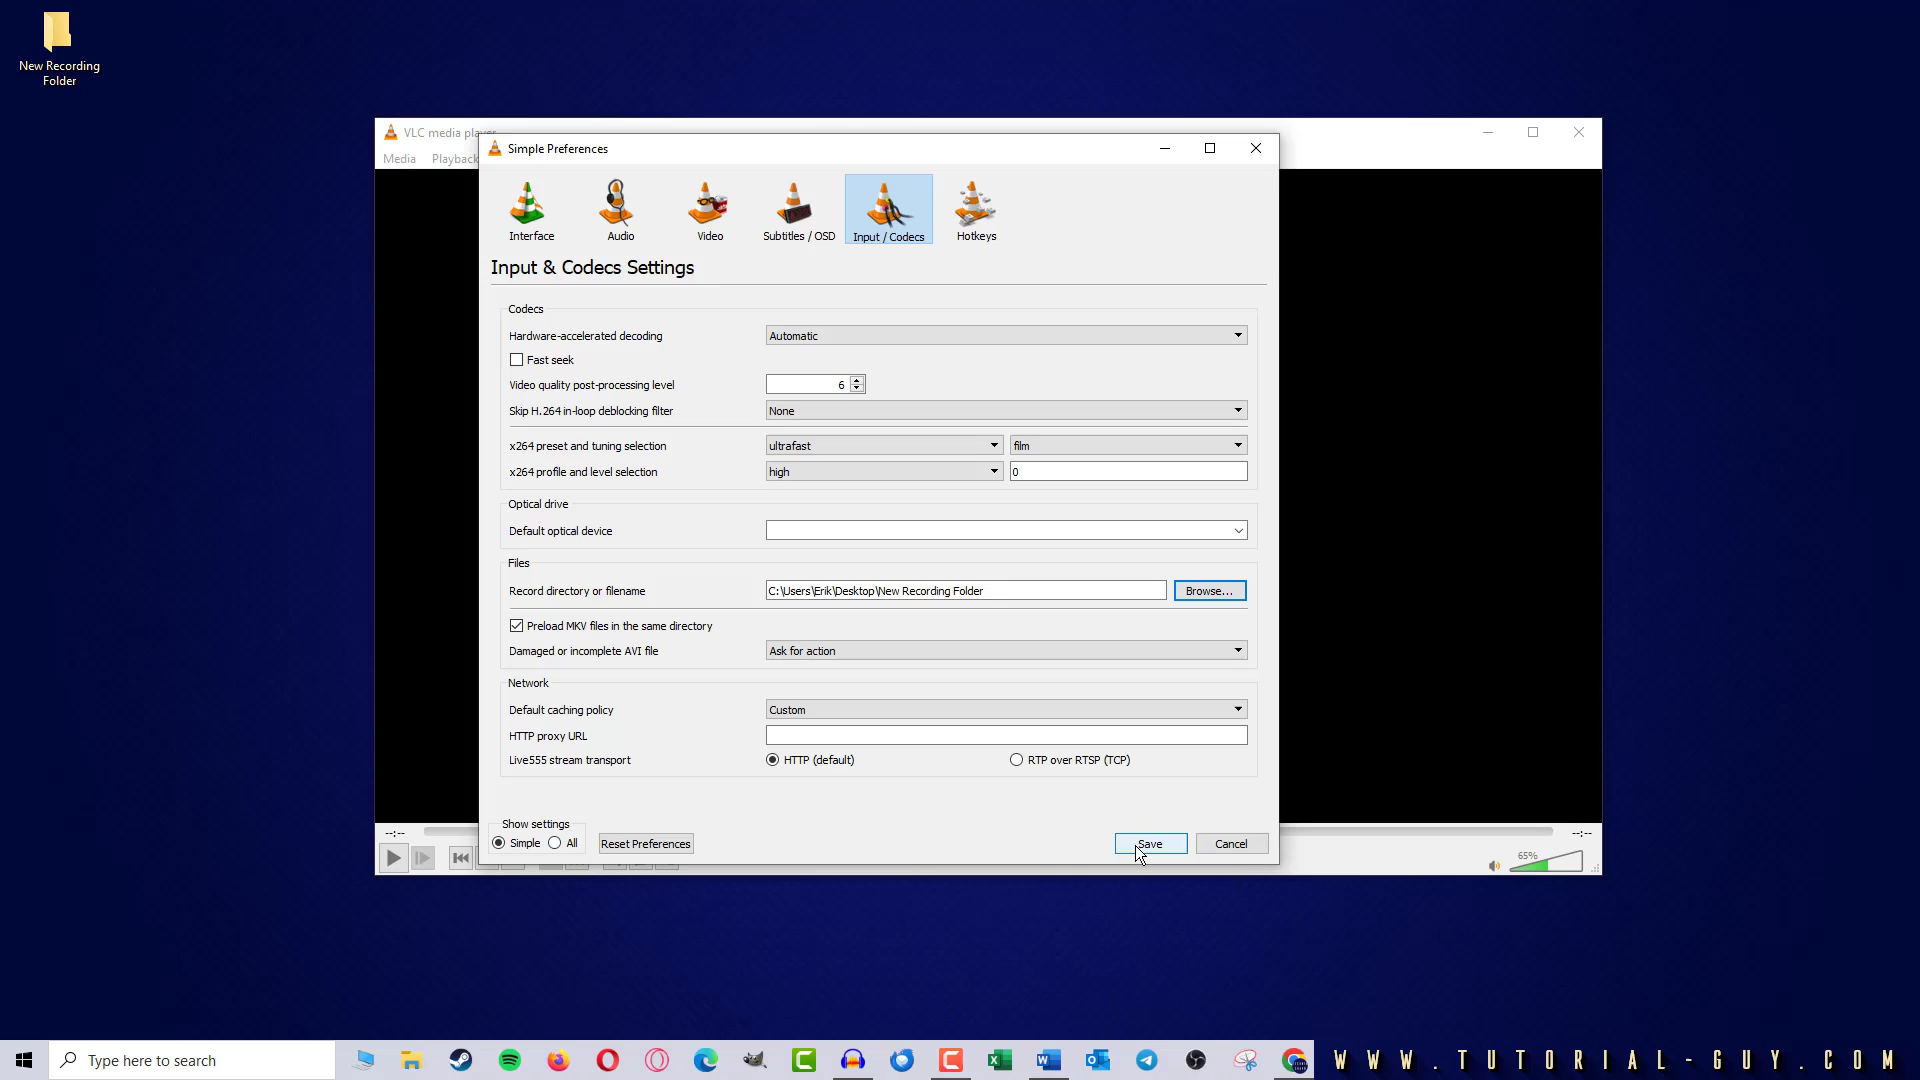 New Recording
Folder
VLC media player
Media Playback
Simple Preferences
Interface Audio Video Subtitles / OSD Input / Codecs Hotkeys
Input & Codecs Settings
Codecs
Hardware-accelerated decoding Automatic
Fast seek
Video quality post-processing level 6
Skip H.264 in-loop deblocking filter None
x264 preset and tuning selection ultrafast film
x264 profile and level selection high 0
Optical drive
Default optical device
Files
Record directory or filename C:\Users\Erik\Desktop\New Recording Folder Browse...
Preload MKV files in the same directory
Damaged or incomplete AVI file Ask for action
Network
Default caching policy Custom
HTTP proxy URL
Live555 stream transport HTTP (default) RTP over RTSP (TCP)
Show settings
Simple All Reset Preferences Save Cancel
--:-- --:--
65%
Type here to search
WWW.TUTORIAL-GUY.COM